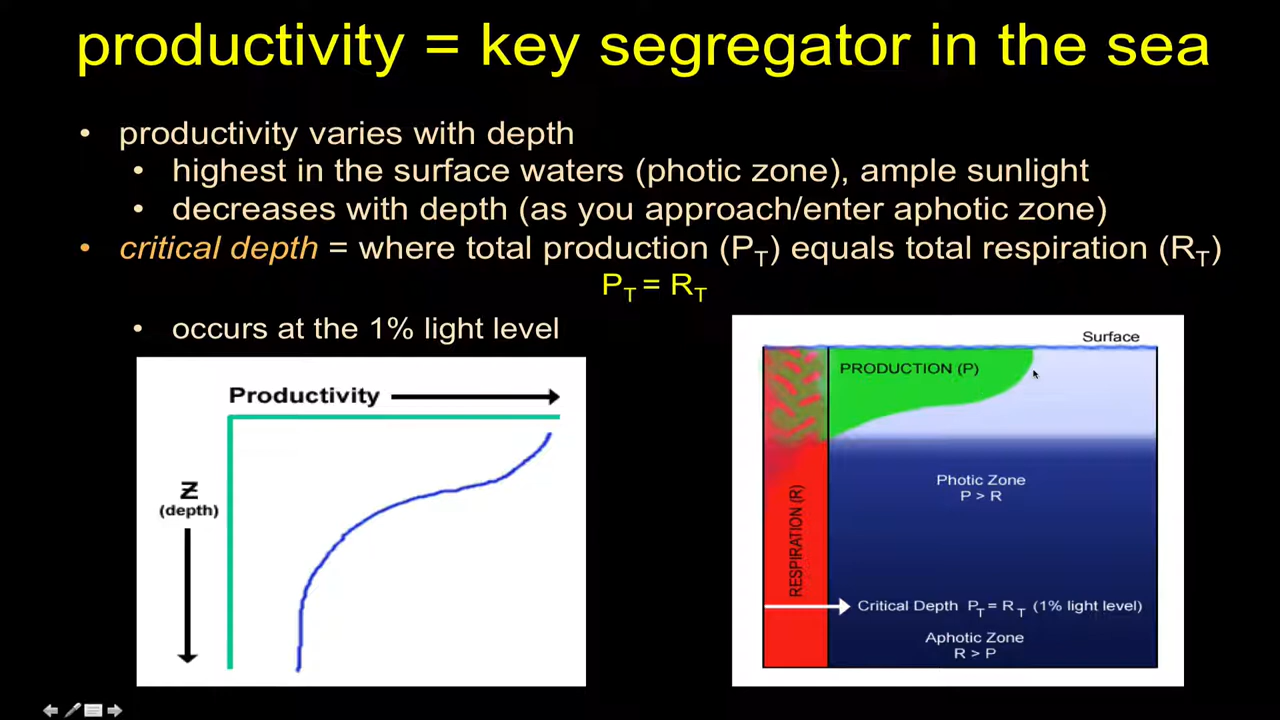 productivity = key segregator in the sea
• productivity varies with depth
• highest in the surface waters (photic zone), ample sunlight
• decreases with depth (as you approach/enter aphotic zone)
• critical depth = where total production (PT) equals total respiration (RT)
PT = RT
• occurs at the 1% light level
Productivity
Z
(depth)
Surface
PRODUCTION (P)
Photic Zone
P > R
RESPIRATION (R)
Critical Depth PT = RT (1% light level)
Aphotic Zone
R > P